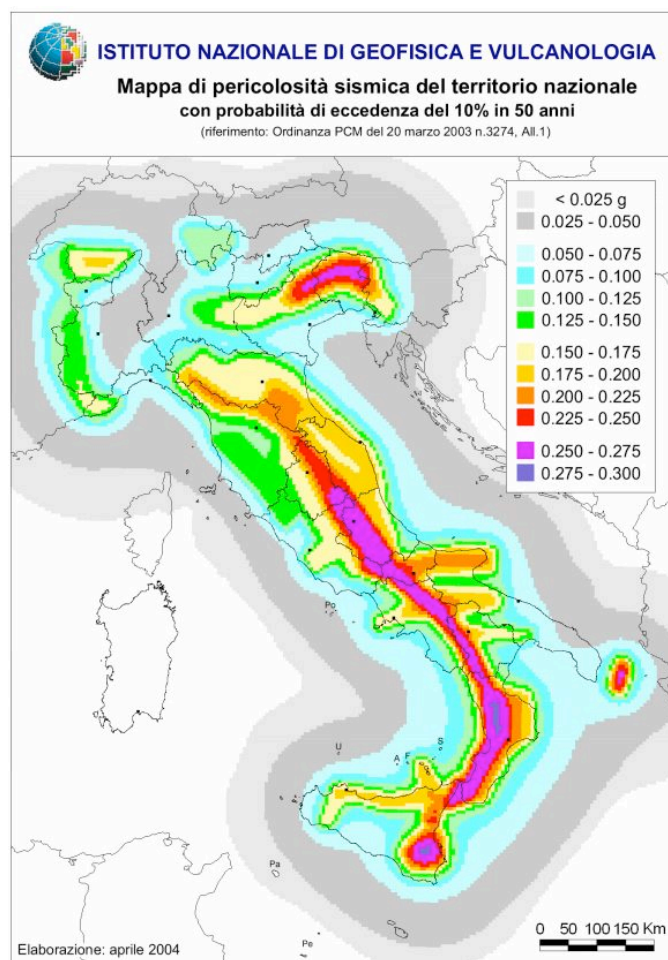 ISTITUTO NAZIONALE DI GEOFISICA E VULCANOLOGIA
Mappa di pericolosità sismica del territorio nazionale
con probabilità di eccedenza del 10% in 50 anni
(riferimento: Ordinanza PCM del 20 marzo 2003 n.3274, All.1)
< 0.025 g
0.025 - 0.050
0.050 - 0.075
0.075 - 0.100
0.100 - 0.125
0.125 - 0.150
0.150 - 0.175
0.175 - 0.200
0.200 - 0.225
0.225 - 0.250
0.250 - 0.275
0.275 - 0.300
Po
U
A
F
S
Pa
Pe
0 50 100 150 Km
Elaborazione: aprile 2004